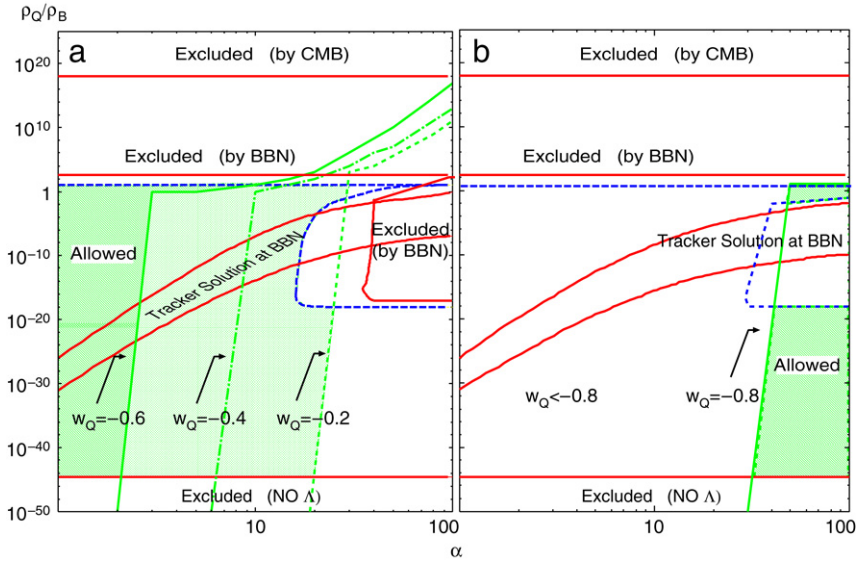 ρQ/ρB
a
b
Excluded (by CMB)
Excluded (by CMB)
10^20
10^10
Excluded (by BBN)
Excluded (by BBN)
1
Allowed
Excluded
(by BBN)
Tracker Solution at BBN
Tracker Solution at BBN
10^−10
10^−20
10^−30
wQ=−0.6
wQ=−0.4
wQ=−0.2
wQ<−0.8
wQ=−0.8
Allowed
10^−40
Excluded (NO Λ)
Excluded (NO Λ)
10^−50
10
100
10
100
α